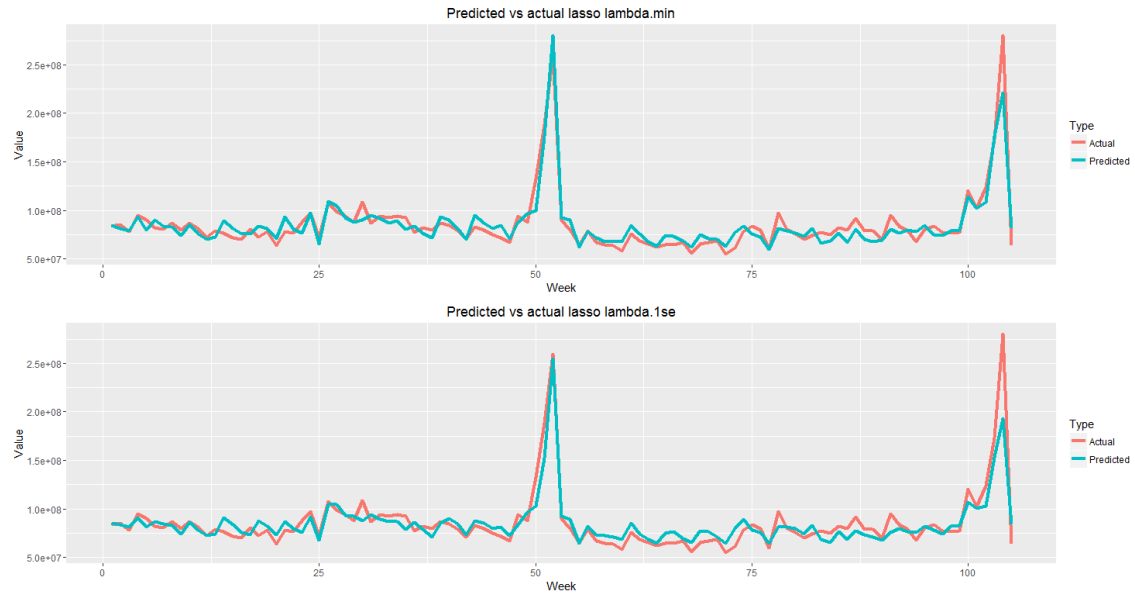 Predicted vs actual lasso lambda.min
Value
2.5e+08
2.0e+08
1.5e+08
1.0e+08
5.0e+07
0
25
50
75
100
Week
Type
Actual
Predicted
Predicted vs actual lasso lambda.1se
Value
2.5e+08
2.0e+08
1.5e+08
1.0e+08
5.0e+07
0
25
50
75
100
Week
Type
Actual
Predicted